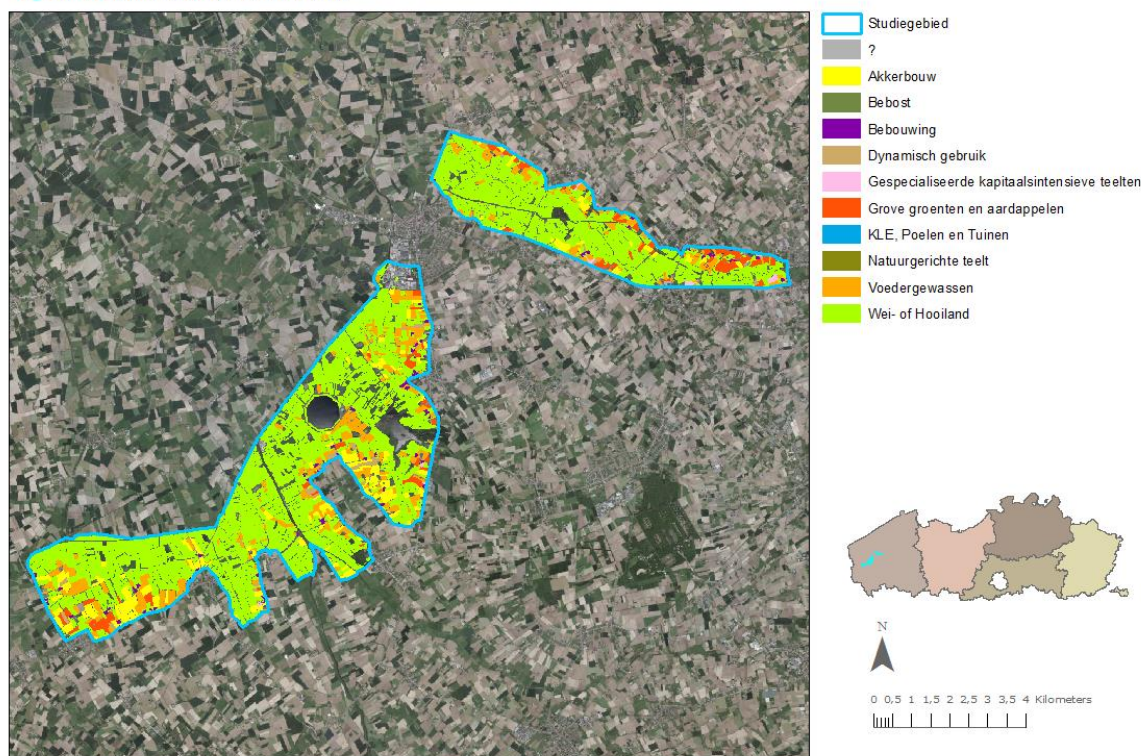 Studiegebied
?
Akkerbouw
Bebost
Bebouwing
Dynamisch gebruik
Gespecialiseerde kapitaalsintensieve teelten
Grove groenten en aardappelen
KLE, Poelen en Tuinen
Natuurgerichte teelt
Voedergewassen
Wei- of Hooiland
N
0 0,5 1 1,5 2 2,5 3 3,5 4 Kilometers